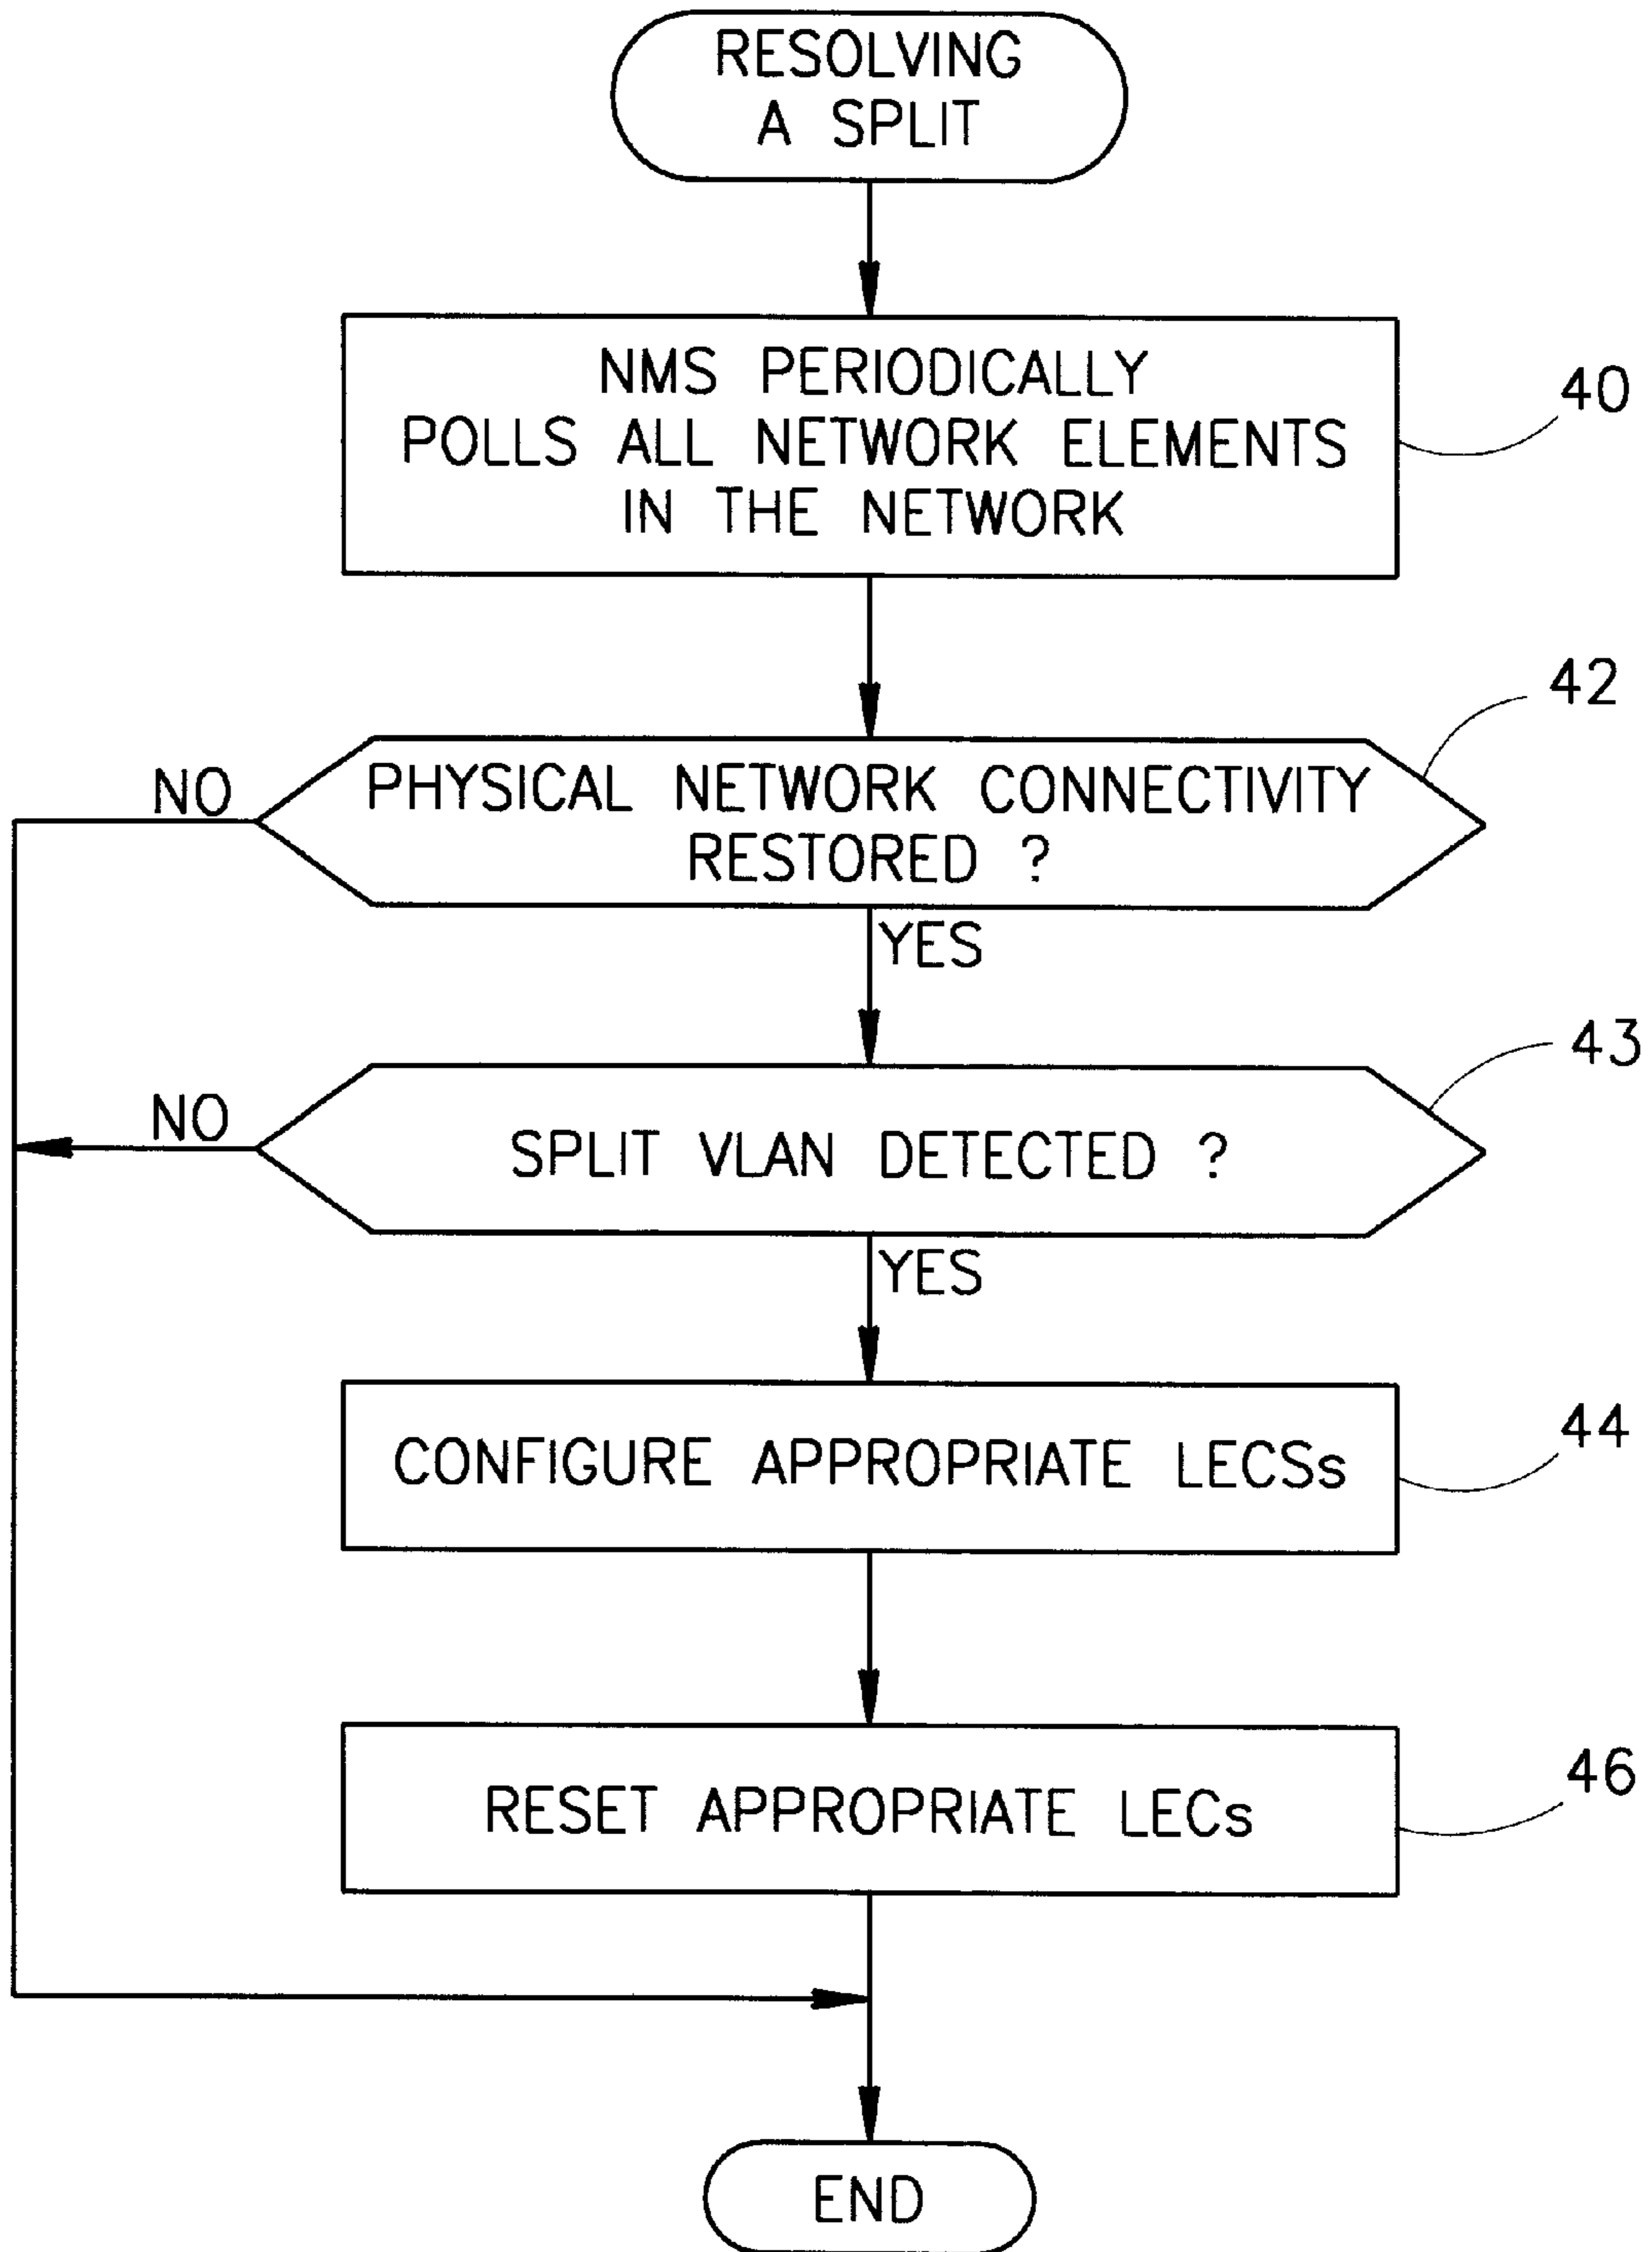 RESOLVING
A SPLIT
NMS PERIODICALLY
POLLS ALL NETWORK ELEMENTS
IN THE NETWORK
40
42
NO
PHYSICAL NETWORK CONNECTIVITY
RESTORED ?
YES
43
NO
SPLIT VLAN DETECTED ?
YES
CONFIGURE APPROPRIATE LECSs
44
RESET APPROPRIATE LECs
46
END